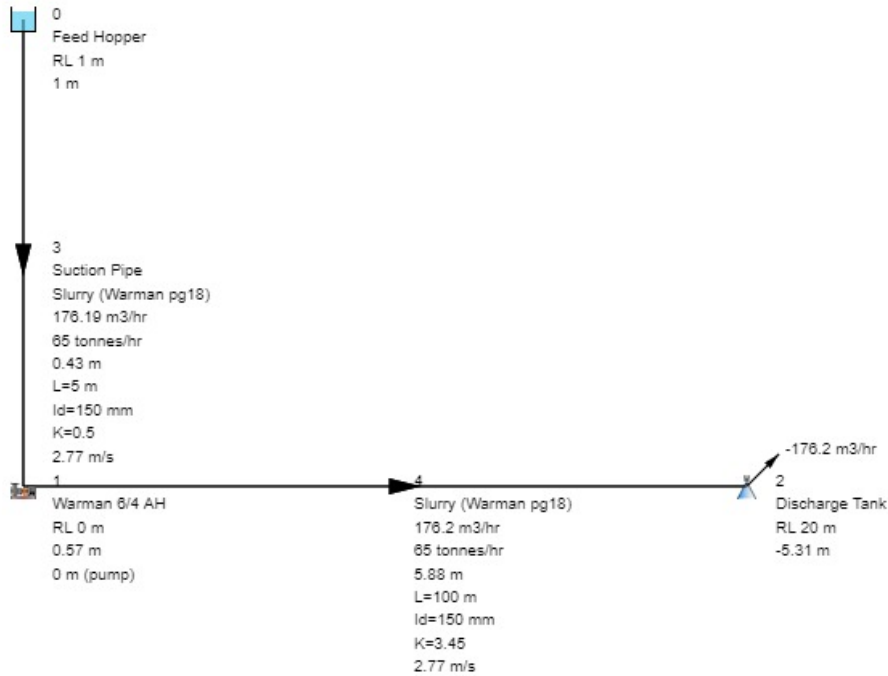 0
Feed Hopper
RL 1 m
1 m
3
Suction Pipe
Slurry (Warman pg18)
176.19 m3/hr
65 tonnes/hr
0.43 m
L=5 m
Id=150 mm
K=0.5
2.77 m/s
1
Warman 6/4 AH
RL 0 m
0.57 m
0 m (pump)
4
Slurry (Warman pg18)
176.2 m3/hr
65 tonnes/hr
5.88 m
L=100 m
Id=150 mm
K=3.45
2.77 m/s
-176.2 m3/hr
2
Discharge Tank
RL 20 m
-5.31 m